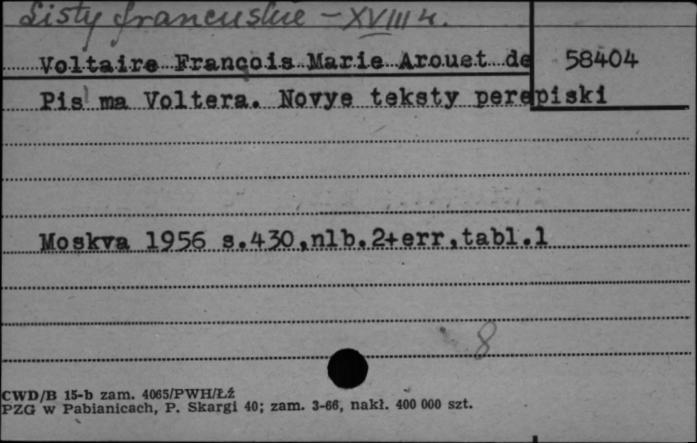 Listy francuskie - XVIII w.
Voltaire François Marie Arouet de 58404
Pis'ma Voltera. Novye teksty perepiski
Moskva 1956 s.430,nlb.2+err,tabl.1
8
CWD/B 15-b zam. 4065/PWH/ŁŹ
PZG w Pabianicach, P. Skargi 40; zam. 3-66, nakł. 400 000 szt.